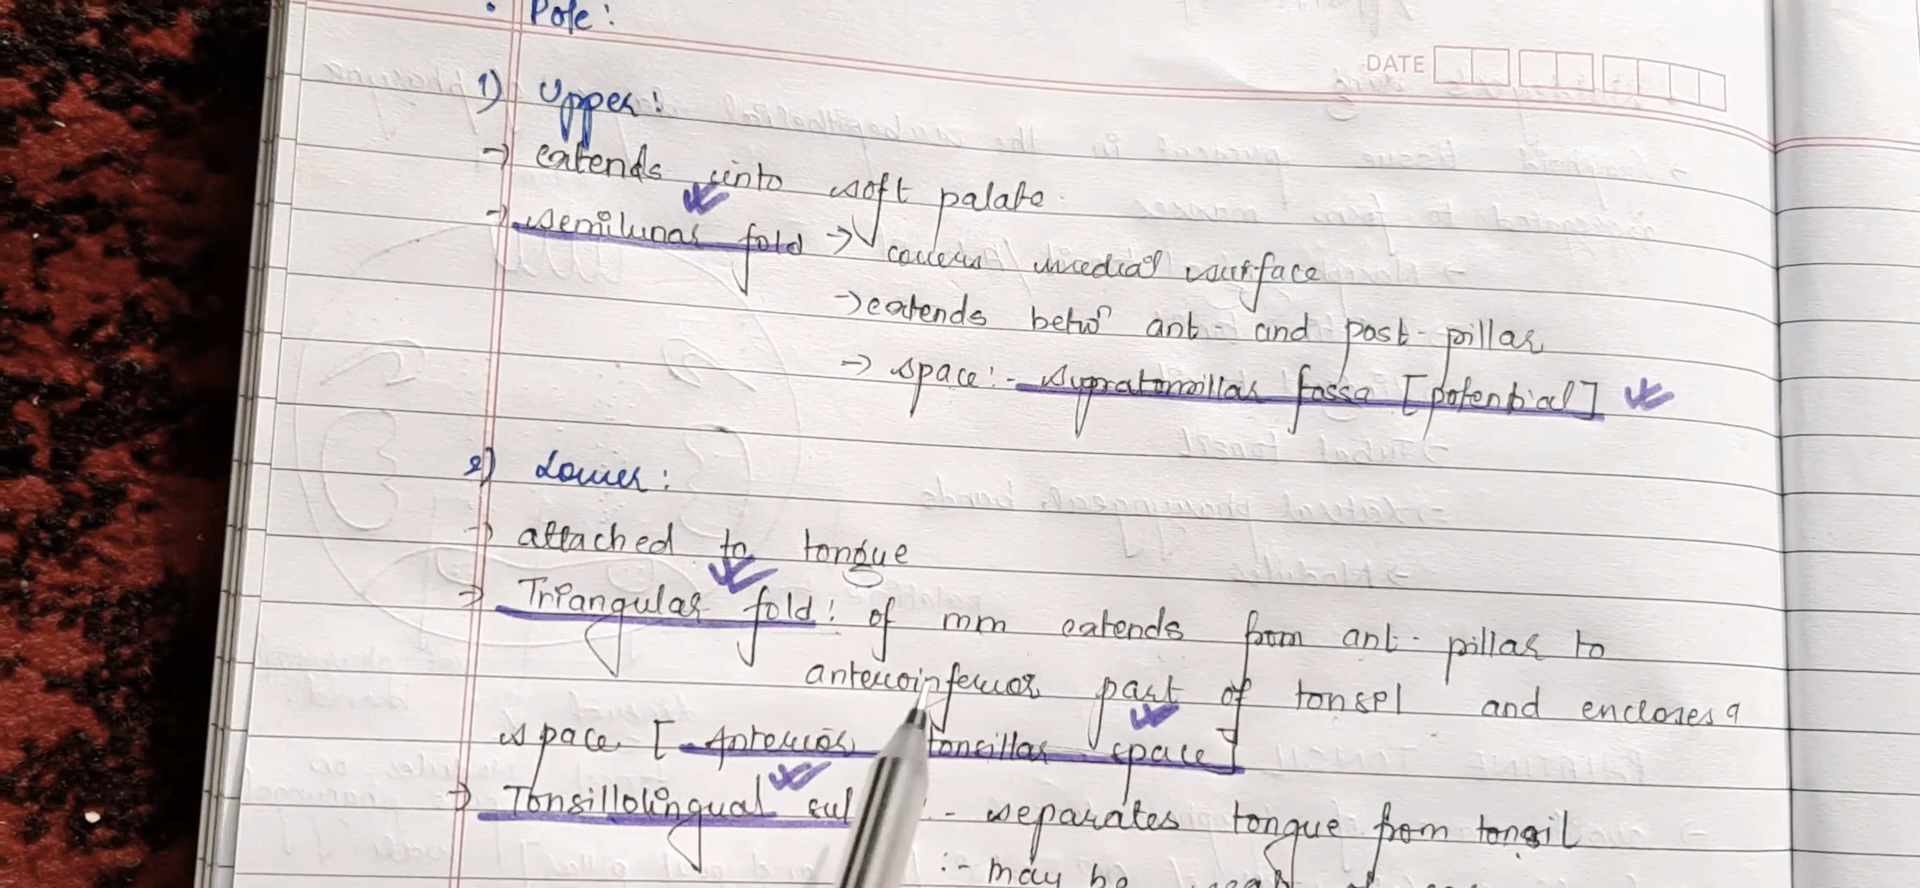 • Pole :
DATE
1) Upper :
→ extends into soft palate.
→ semilunar fold → covers medial surface
→ extends betwn ant - and post - pillar
→ space :- supratonsillar fossa [potential]
2) Lower :
→ attached to tongue
→ Triangular fold : of mm extends from ant - pillar to
anteroinferior part of tonsil and encloses a
space [Anterior tonsillar space]
→ Tonsillolingual sul :- separates tongue from tonsil
:- may be